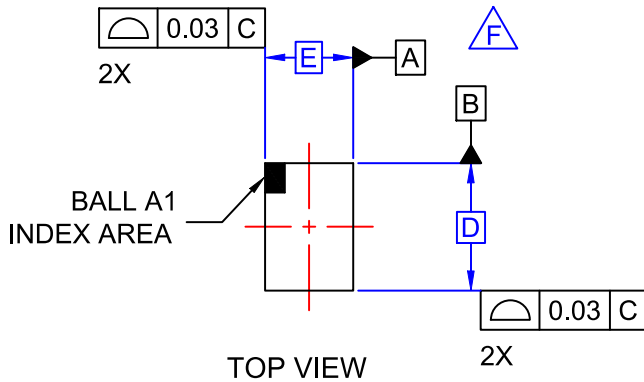 0.03 C
2X
E
A
F
B
BALL A1
INDEX AREA
D
0.03 C
2X
TOP VIEW